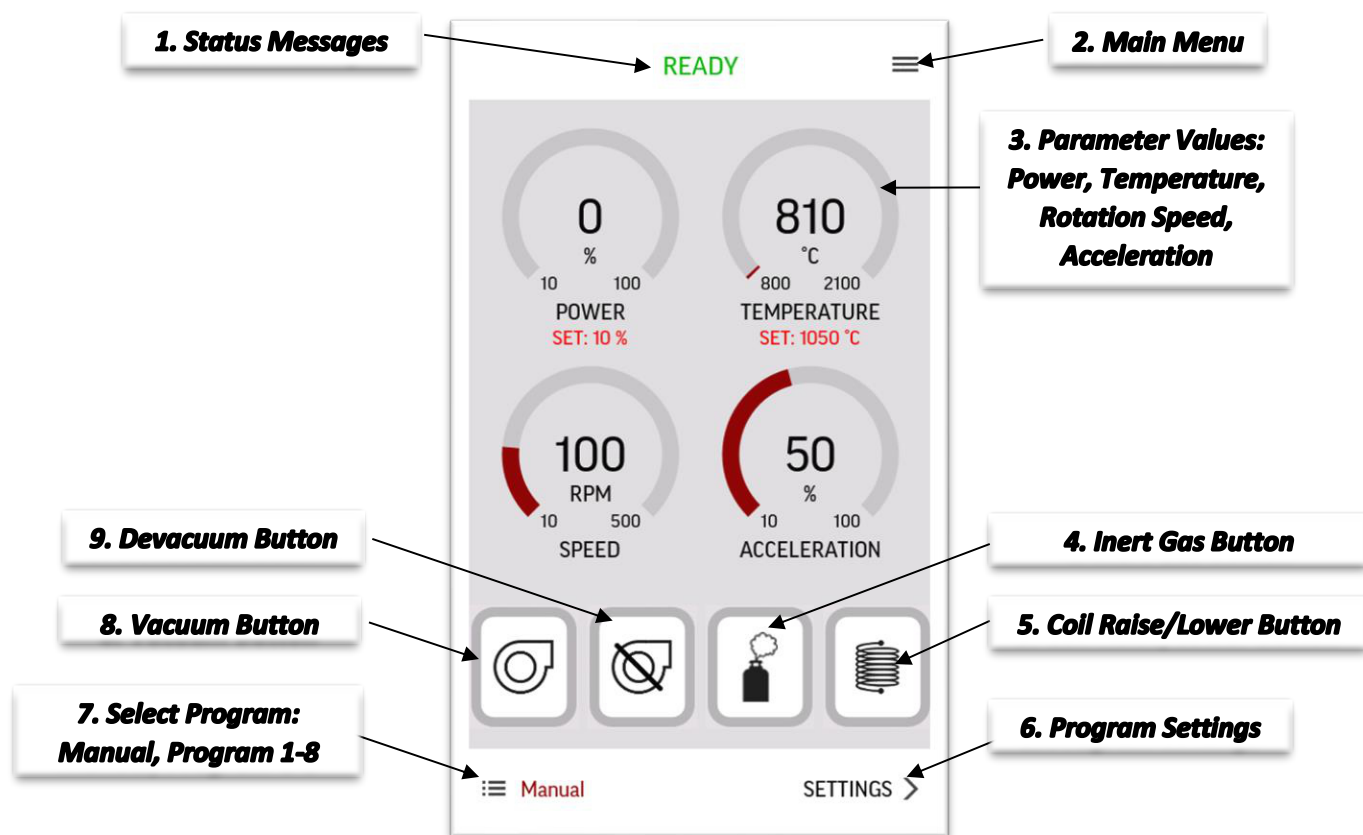 1. Status Messages
READY
2. Main Menu
3. Parameter Values:
Power, Temperature,
Rotation Speed,
Acceleration
0
%
10 100
POWER
SET: 10 %
810
°C
800 2100
TEMPERATURE
SET: 1050 °C
100
RPM
10 500
SPEED
50
%
10 100
ACCELERATION
9. Devacuum Button
4. Inert Gas Button
8. Vacuum Button
5. Coil Raise/Lower Button
7. Select Program:
Manual, Program 1-8
6. Program Settings
Manual
SETTINGS